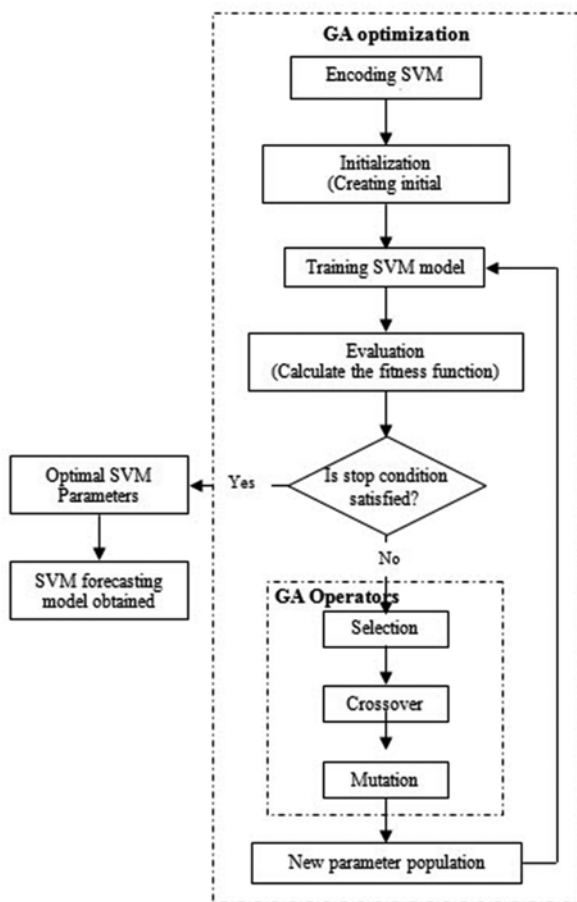 GA optimization
Encoding SVM
Initialization
(Creating initial
Training SVM model
Evaluation
(Calculate the fitness function)
Is stop condition
satisfied?
Yes
Optimal SVM
Parameters
SVM forecasting
model obtained
No
GA Operators
Selection
Crossover
Mutation
New parameter population